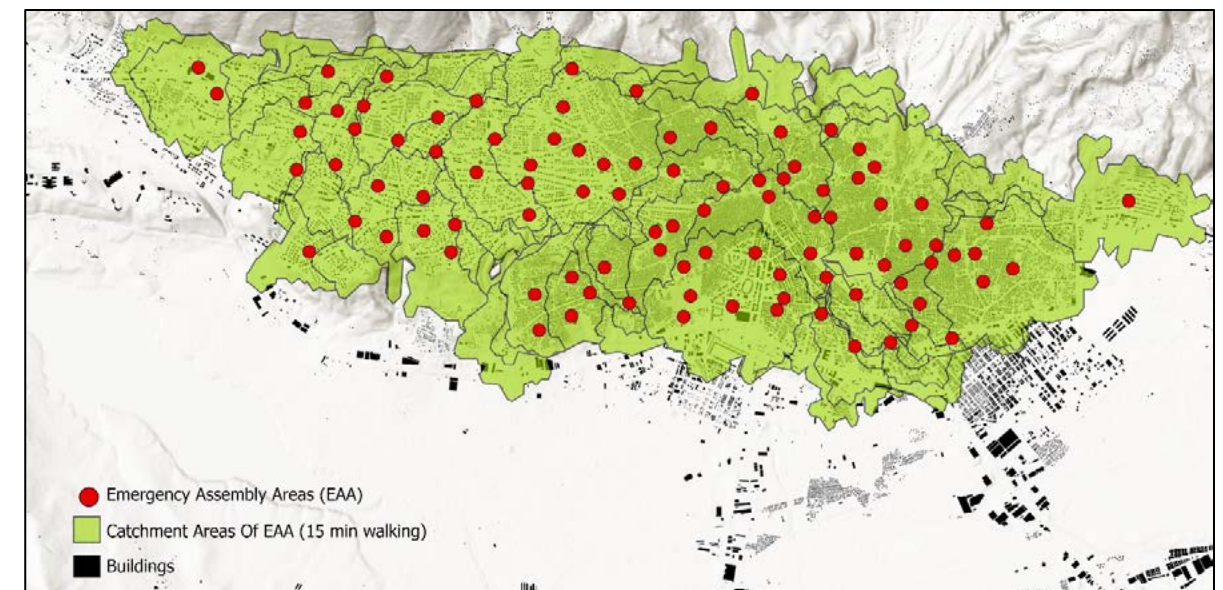 Emergency Assembly Areas (EAA)
Catchment Areas Of EAA (15 min walking)
Buildings